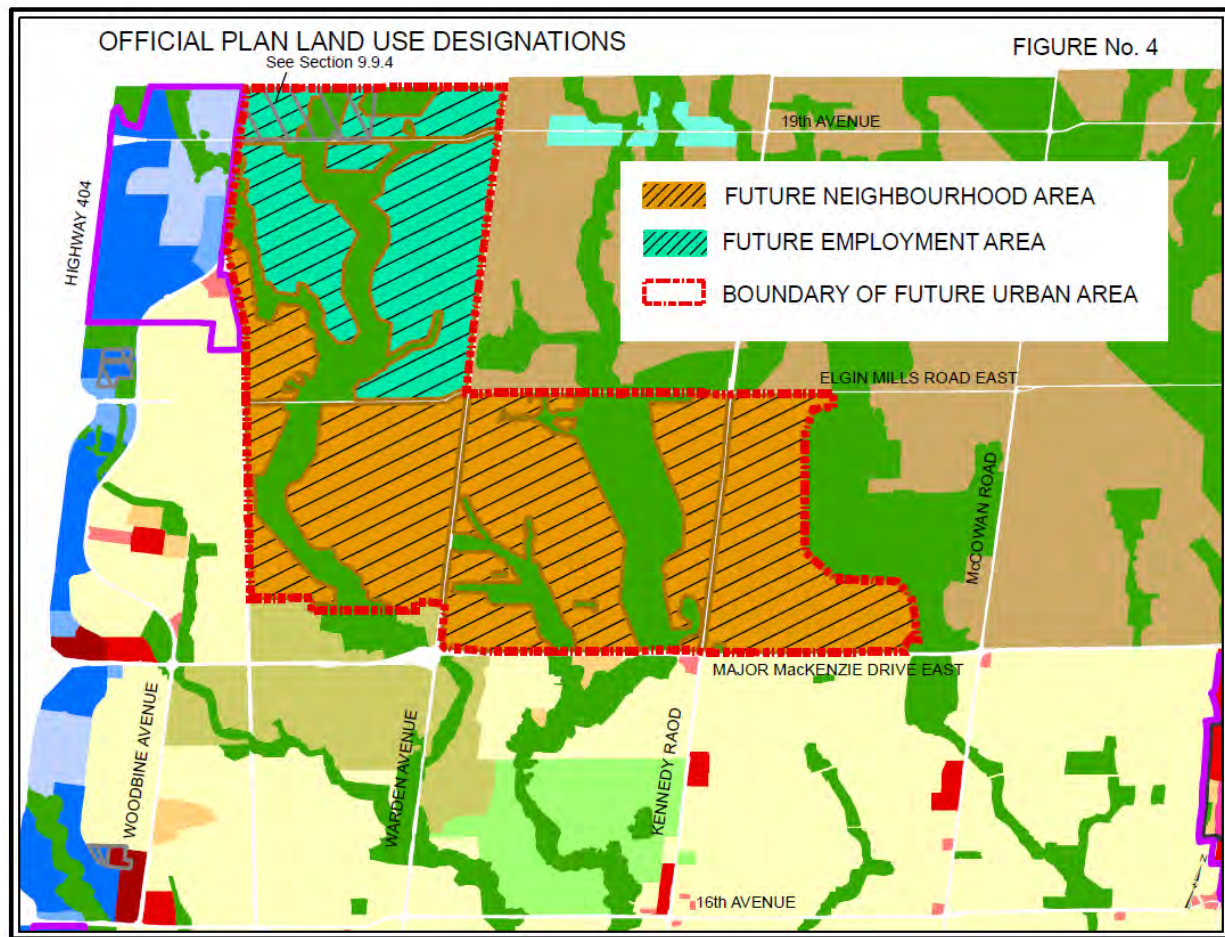 OFFICIAL PLAN LAND USE DESIGNATIONS
FIGURE No. 4
See Section 9.9.4
19th AVENUE
HIGHWAY 404
FUTURE NEIGHBOURHOOD AREA
FUTURE EMPLOYMENT AREA
BOUNDARY OF FUTURE URBAN AREA
ELGIN MILLS ROAD EAST
McCOWAN ROAD
MAJOR MacKENZIE DRIVE EAST
WOODBINE AVENUE
WARDEN AVENUE
KENNEDY RAOD
16th AVENUE
N